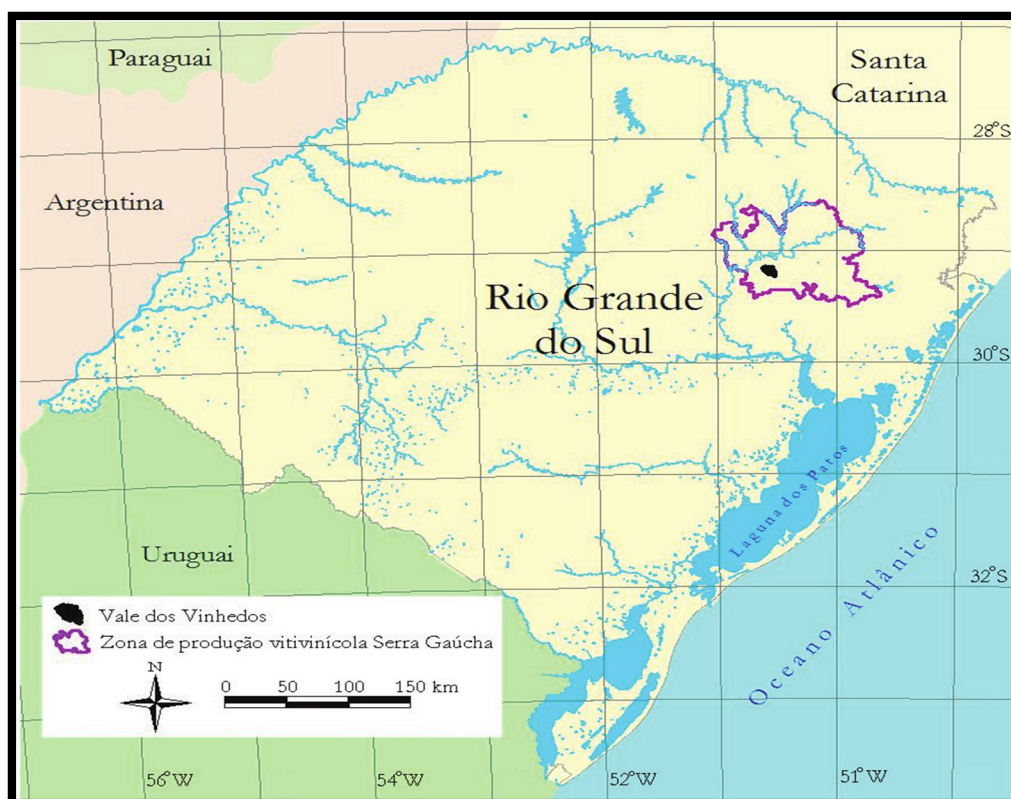 Paraguai
Santa
Catarina
28°S
Argentina
Rio Grande
do Sul
30°S
Laguna dos Patos
Uruguai
32°S
Oceano Atlânico
Vale dos Vinhedos
Zona de produção vitivinícola Serra Gaúcha
N
0 50 100 150 km
56°W
54°W
52°W
51°W